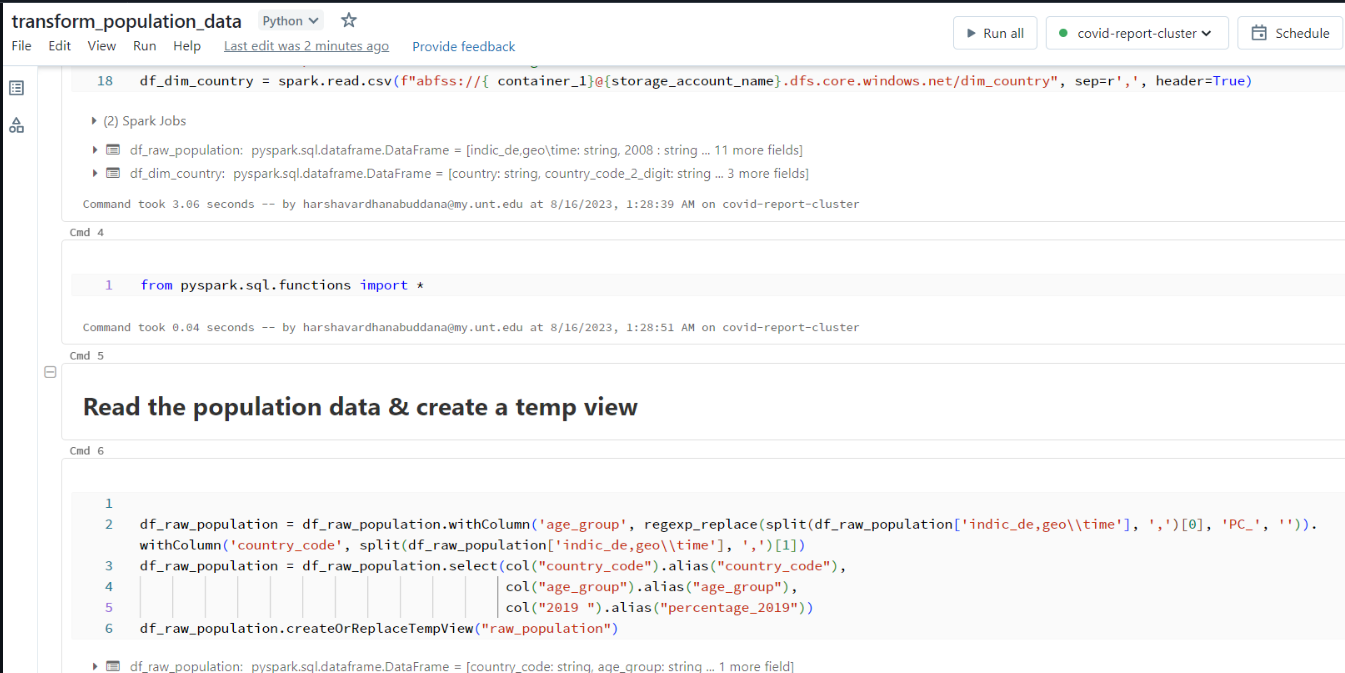 transform_population_data Python
File Edit View Run Help Last edit was 2 minutes ago Provide feedback
Run all covid-report-cluster Schedule
18 df_dim_country = spark.read.csv(f"abfss://{ container_1}@{storage_account_name}.dfs.core.windows.net/dim_country", sep=r',', header=True)
(2) Spark Jobs
df_raw_population: pyspark.sql.dataframe.DataFrame = [indic_de,geo\time: string, 2008 : string ... 11 more fields]
df_dim_country: pyspark.sql.dataframe.DataFrame = [country: string, country_code_2_digit: string ... 3 more fields]
Command took 3.06 seconds -- by harshavardhanabuddana@my.unt.edu at 8/16/2023, 1:28:39 AM on covid-report-cluster
Cmd 4
1 from pyspark.sql.functions import *
Command took 0.04 seconds -- by harshavardhanabuddana@my.unt.edu at 8/16/2023, 1:28:51 AM on covid-report-cluster
Cmd 5
Read the population data & create a temp view
Cmd 6
1
2 df_raw_population = df_raw_population.withColumn('age_group', regexp_replace(split(df_raw_population['indic_de,geo\\time'], ',')[0], 'PC_', '')).
withColumn('country_code', split(df_raw_population['indic_de,geo\\time'], ',')[1])
3 df_raw_population = df_raw_population.select(col("country_code").alias("country_code"),
4 col("age_group").alias("age_group"),
5 col("2019 ").alias("percentage_2019"))
6 df_raw_population.createOrReplaceTempView("raw_population")
df_raw_population: pyspark.sql.dataframe.DataFrame = [country_code: string, age_group: string ... 1 more field]